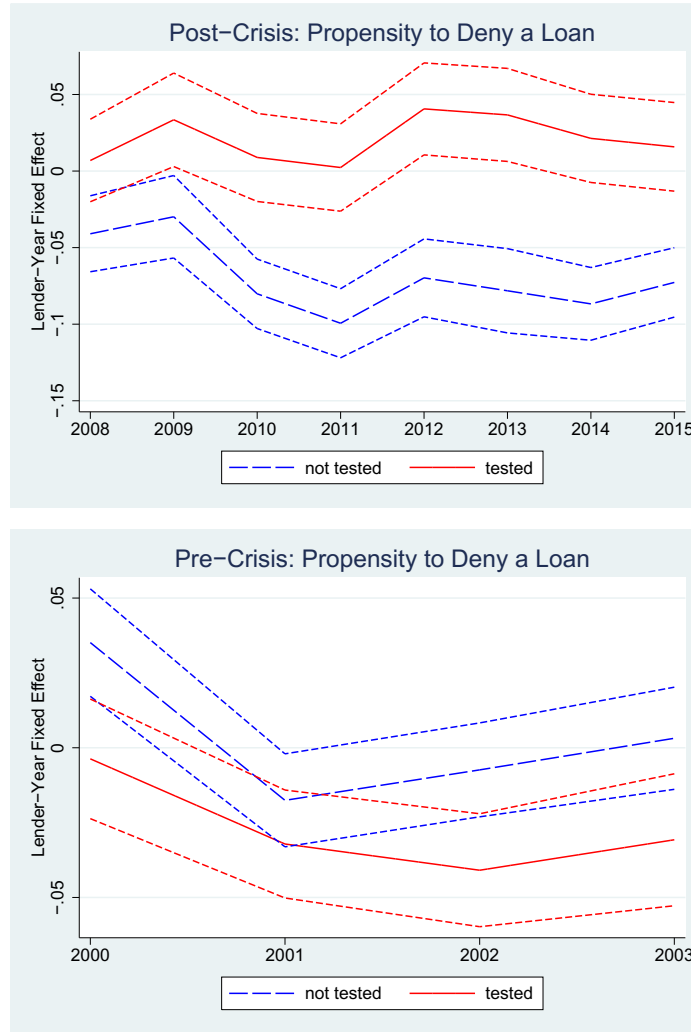 Post−Crisis: Propensity to Deny a Loan
Lender−Year Fixed Effect
.05
0
−.05
−.1
−.15
2008 2009 2010 2011 2012 2013 2014 2015
not tested tested
Pre−Crisis: Propensity to Deny a Loan
Lender−Year Fixed Effect
.05
0
−.05
2000 2001 2002 2003
not tested tested